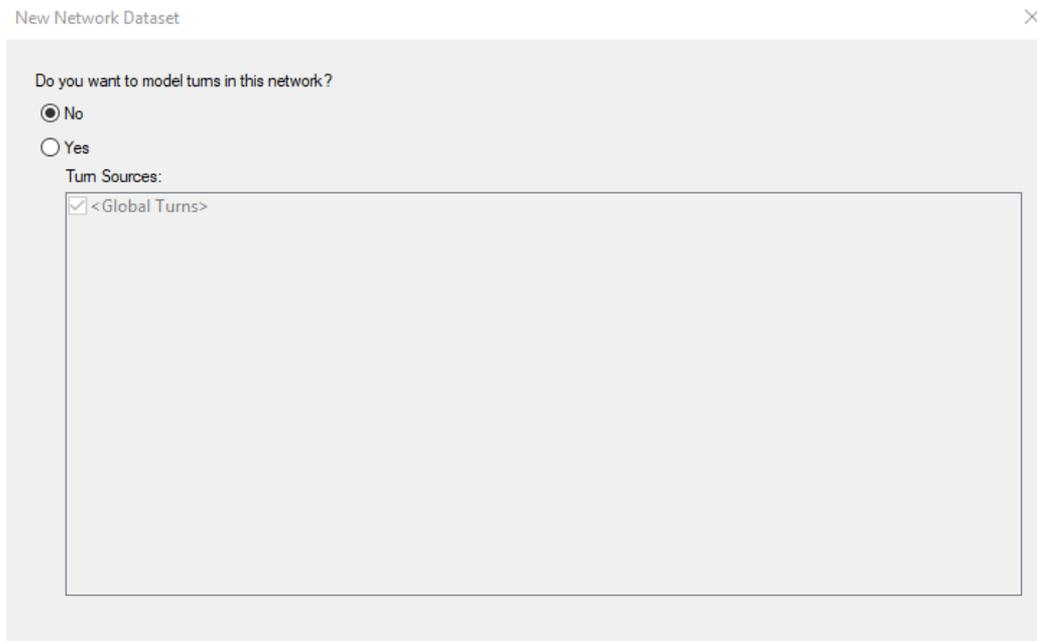 New Network Dataset
Do you want to model turns in this network?
No
Yes
Turn Sources:
<Global Turns>